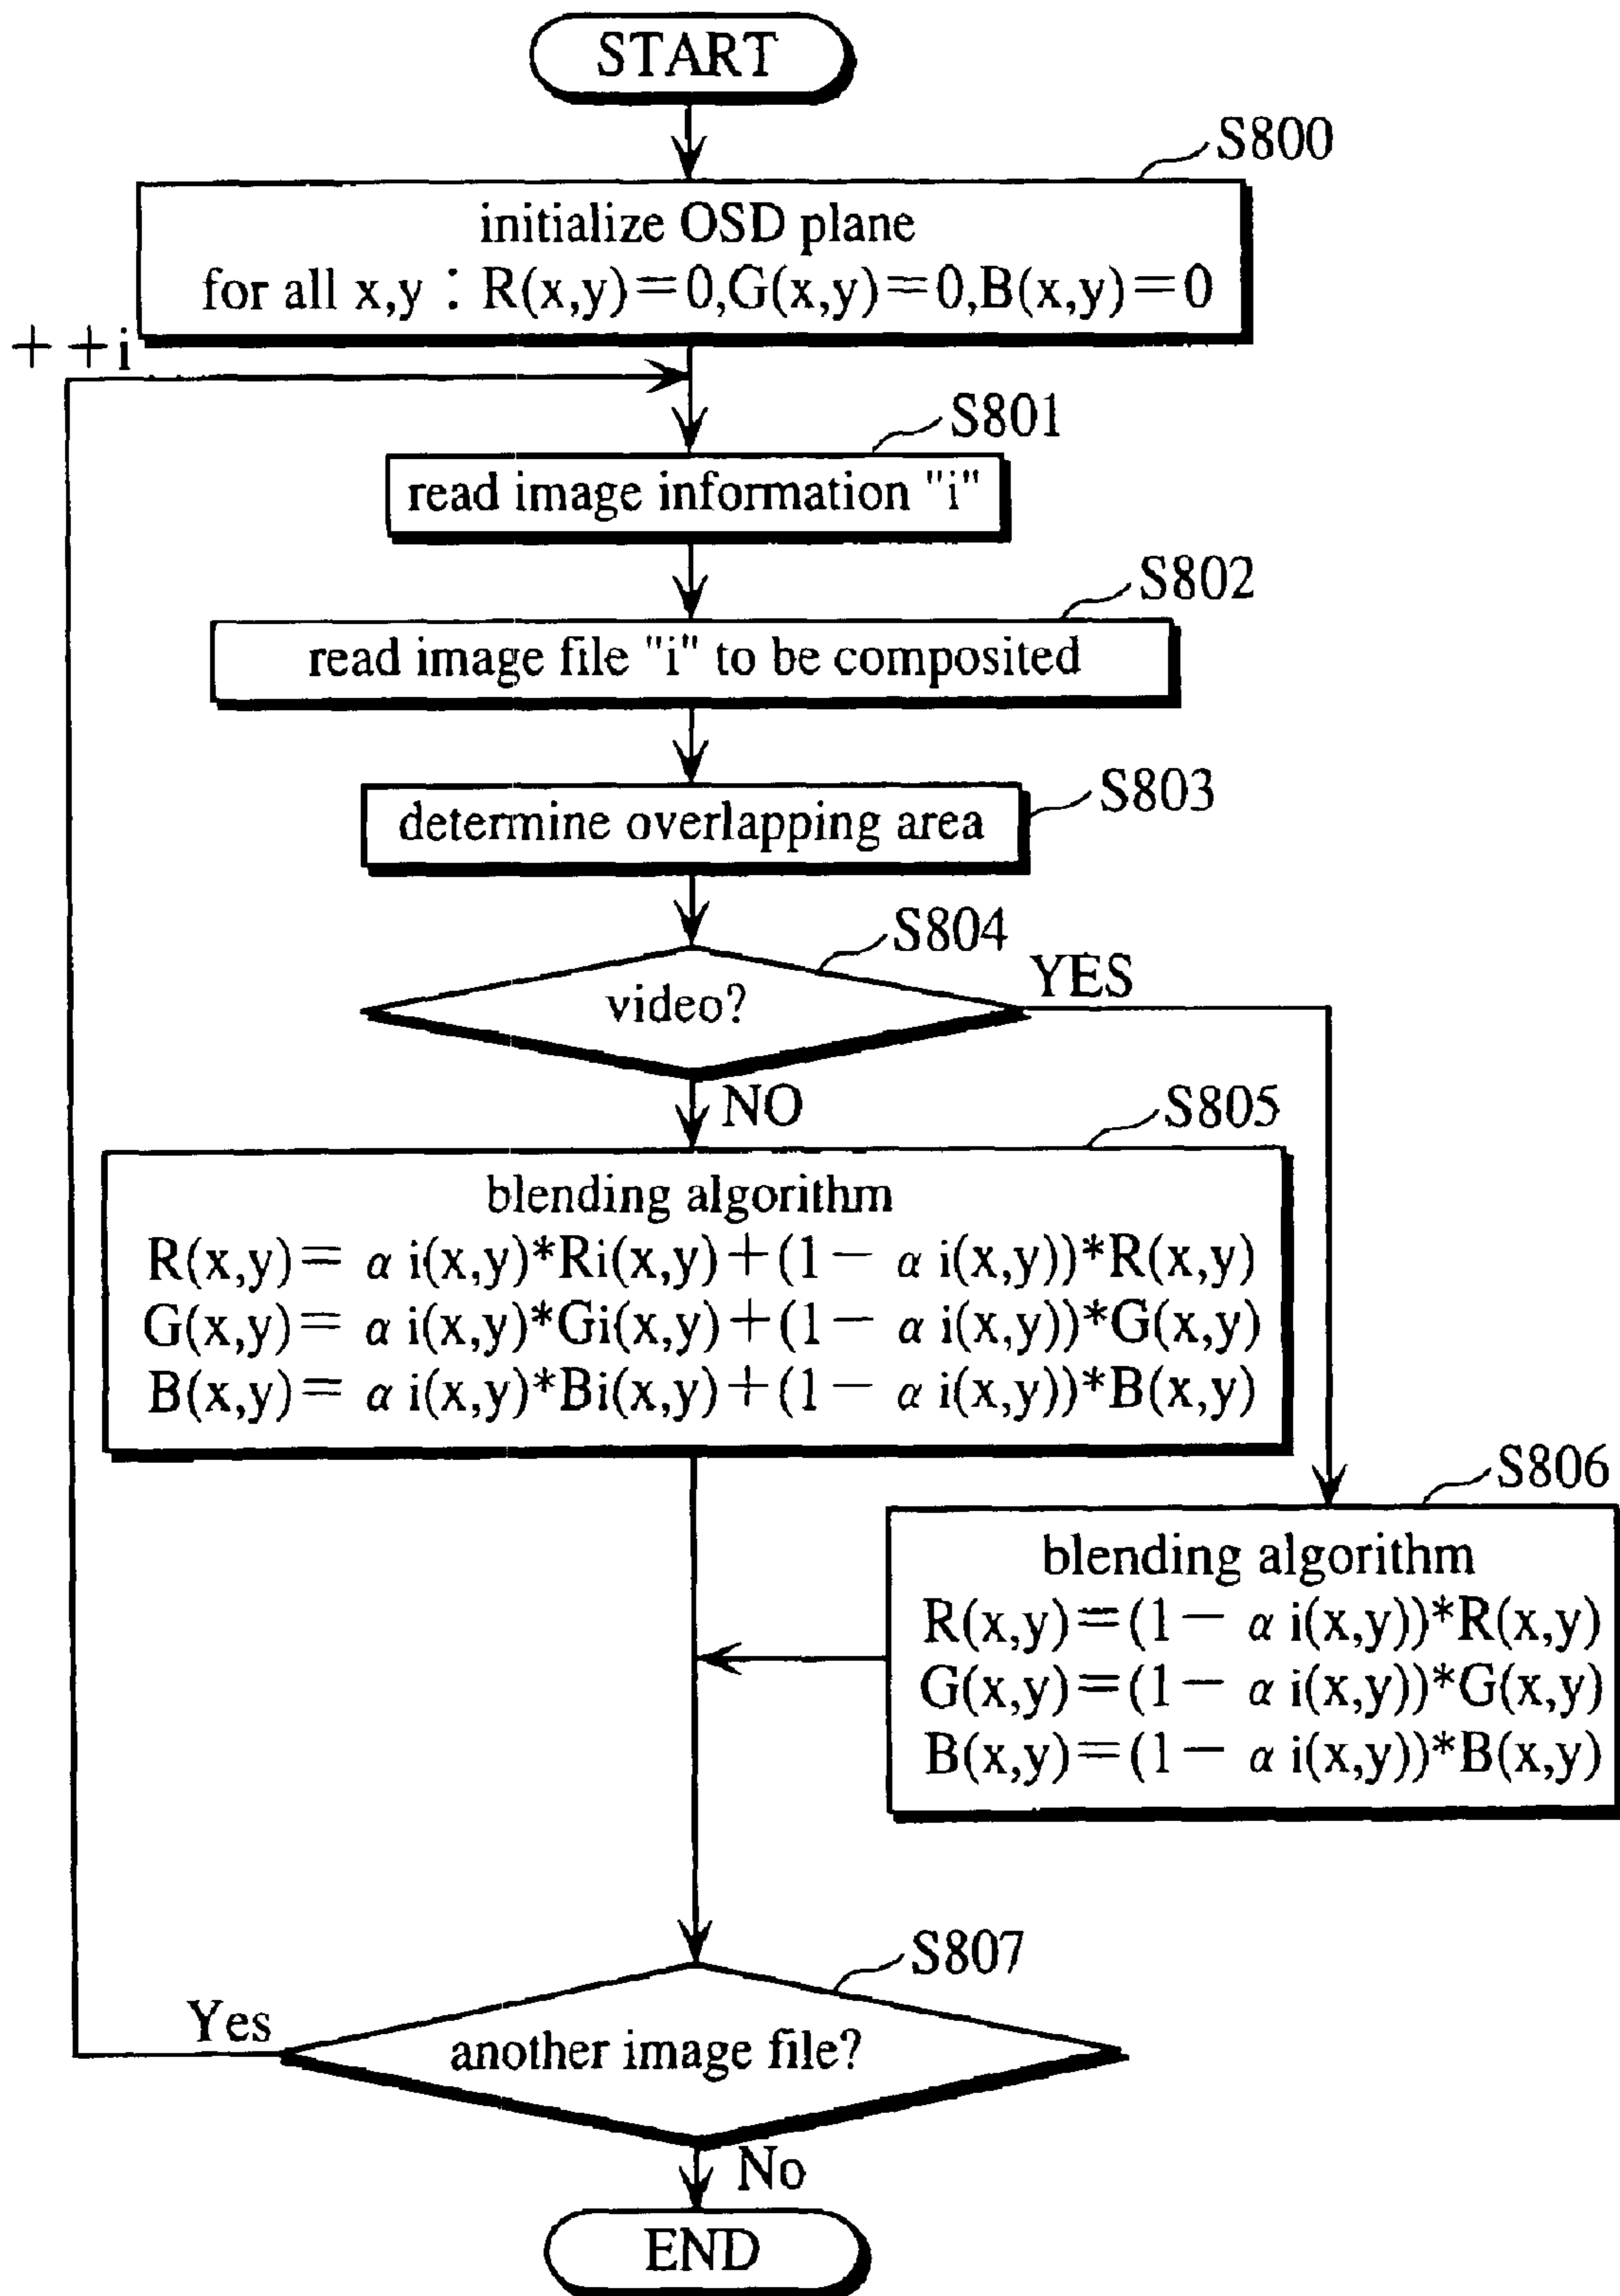 START
S800
initialize OSD plane
for all x,y : R(x,y)=0,G(x,y)=0,B(x,y)=0
++i
S801
read image information "i"
S802
read image file "i" to be composited
S803
determine overlapping area
S804
video?
YES
NO
S805
blending algorithm
R(x,y)= α i(x,y)*Ri(x,y)+(1− α i(x,y))*R(x,y)
G(x,y)= α i(x,y)*Gi(x,y)+(1− α i(x,y))*G(x,y)
B(x,y)= α i(x,y)*Bi(x,y)+(1− α i(x,y))*B(x,y)
S806
blending algorithm
R(x,y)=(1− α i(x,y))*R(x,y)
G(x,y)=(1− α i(x,y))*G(x,y)
B(x,y)=(1− α i(x,y))*B(x,y)
S807
another image file?
Yes
No
END